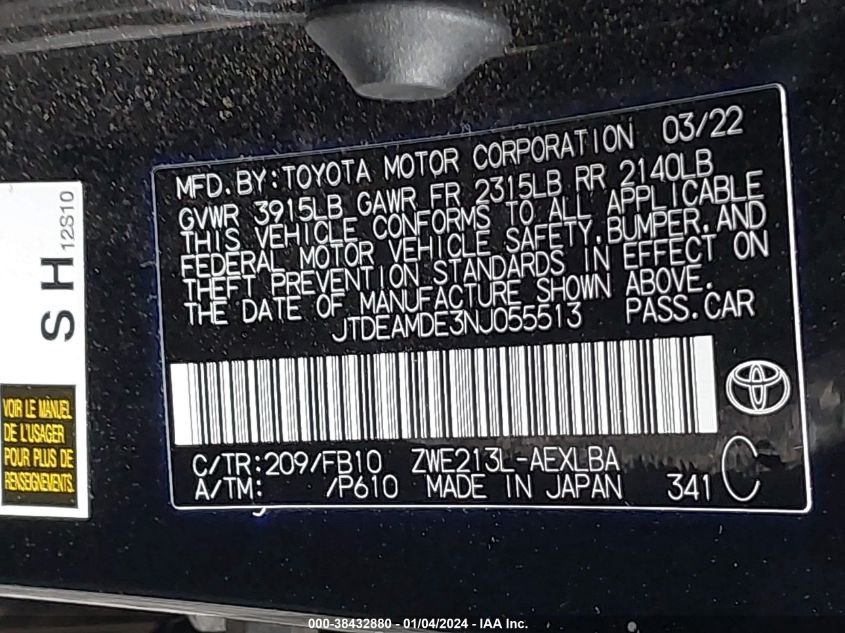 MFD. BY: TOYOTA MOTOR CORPORATION 03/22
GVWR 3915LB GAWR FR 2315LB RR 2140LB
THIS VEHICLE CONFORMS TO ALL APPLICABLE
FEDERAL MOTOR VEHICLE SAFETY, BUMPER, AND
THEFT PREVENTION STANDARDS IN EFFECT ON
THE DATE OF MANUFACTURE SHOWN ABOVE.
JTDEAMDE3NJ055513 PASS. CAR
C/TR: 209/FB10 ZWE213L-AEXLBA
A/TM: /P610 MADE IN JAPAN 341 C
SH 12S10
VOIR LE MANUEL
DE L'USAGER
POUR PLUS DE
RENSEIGNEMENTS.
000-38432880 - 01/04/2024 - IAA Inc.